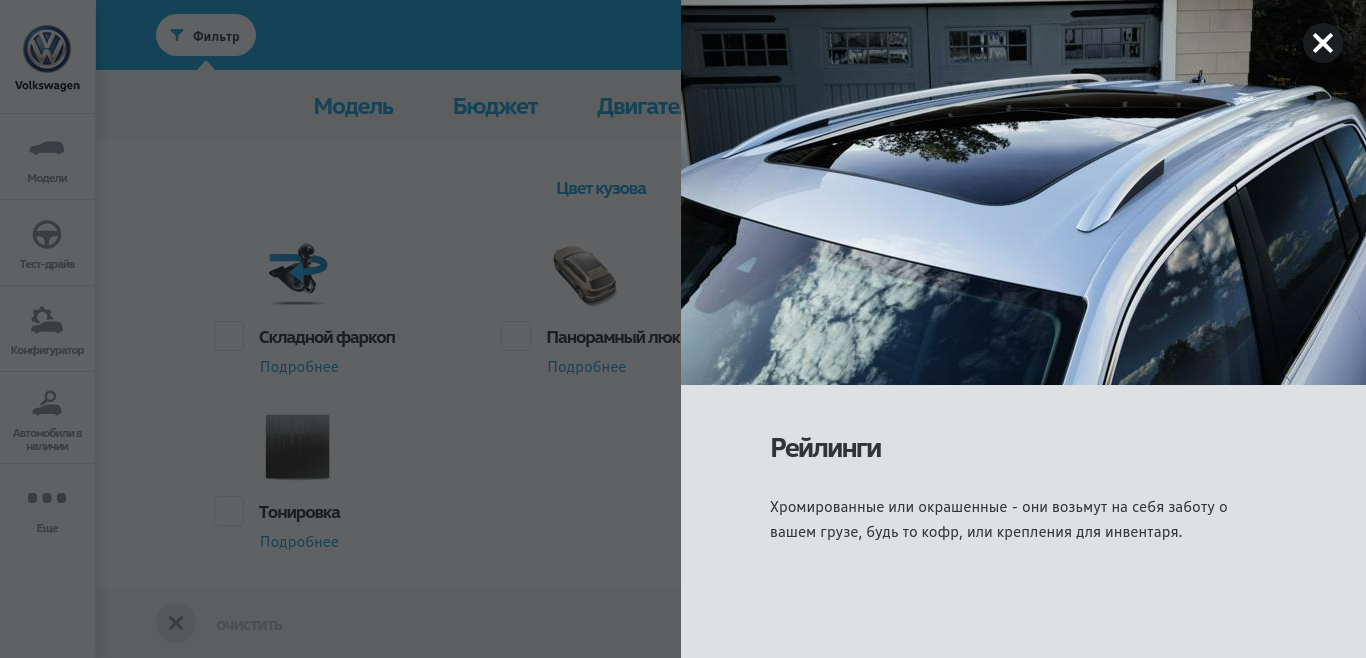 Volkswagen
Модели
Тест-драйв
Конфигуратор
Автомобили в
наличии
Еще
Фильтр
Модель Бюджет
Цвет кузова
Складной фаркоп
Подробнее
Панорамный люк
Подробнее
Тонировка
Подробнее
ОЧИСТИТЬ
Рейлинги
Хромированные или окрашенные - они возьмут на себя заботу о
вашем грузе, будь то кофр, или крепления для инвентаря.